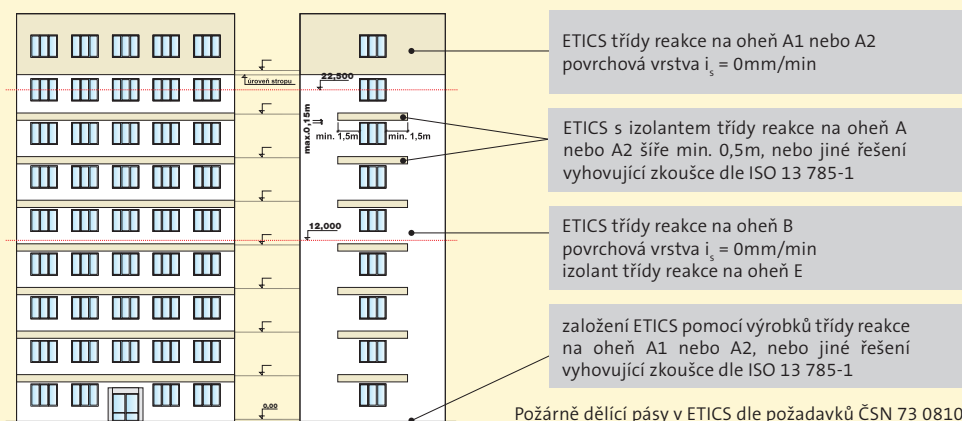 ETICS třídy reakce na oheň A1 nebo A2
povrchová vrstva iₛ = 0mm/min
úroveň stropu
22,500
max.0,15m
min. 1,5m
min. 1,5m
ETICS s izolantem třídy reakce na oheň A
nebo A2 šíře min. 0,5m, nebo jiné řešení
vyhovující zkoušce dle ISO 13 785-1
12,000
ETICS třídy reakce na oheň B
povrchová vrstva iₛ = 0mm/min
izolant třídy reakce na oheň E
založení ETICS pomocí výrobků třídy reakce
na oheň A1 nebo A2, nebo jiné řešení
vyhovující zkoušce dle ISO 13 785-1
0,00
Požárně dělící pásy v ETICS dle požadavků ČSN 73 0810